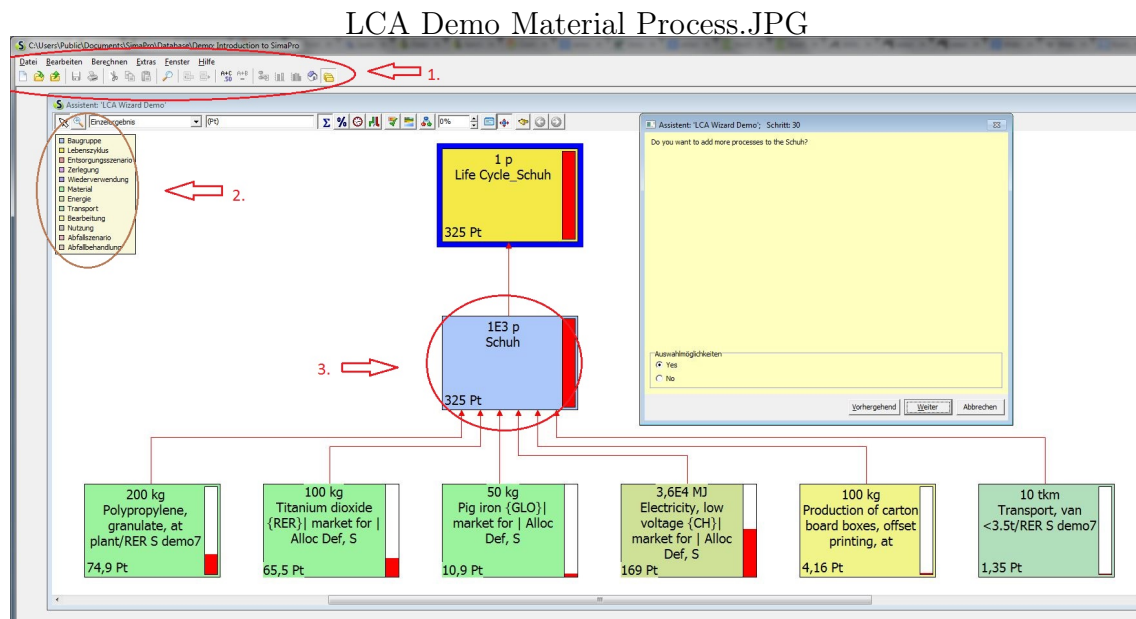 LCA Demo Material Process.JPG
C:\Users\Public\Documents\SimaPro\Database\Demo; Introduction to SimaPro
Datei Bearbeiten Berechnen Extras Fenster Hilfe
1.
Assistent: 'LCA Wizard Demo'
Einzelergebnis (Pt) Σ % 0%
Baugruppe
Lebenszyklus
Entsorgungsszenario
Zerlegung
Wiederverwendung
Material
Energie
Transport
Bearbeitung
Nutzung
Abfallszenario
Abfallbehandlung
2.
1 p
Life Cycle_Schuh
325 Pt
Assistent: 'LCA Wizard Demo'; Schritt: 30
Do you want to add more processes to the Schuh?
Auswahlmöglichkeiten
Yes
No
Vorhergehend Weiter Abbrechen
3.
1E3 p
Schuh
325 Pt
200 kg
Polypropylene,
granulate, at
plant/RER S demo7
74,9 Pt
100 kg
Titanium dioxide
{RER}| market for |
Alloc Def, S
65,5 Pt
50 kg
Pig iron {GLO}|
market for | Alloc
Def, S
10,9 Pt
3,6E4 MJ
Electricity, low
voltage {CH}|
market for | Alloc
Def, S
169 Pt
100 kg
Production of carton
board boxes, offset
printing, at
4,16 Pt
10 tkm
Transport, van
<3.5t/RER S demo7
1,35 Pt